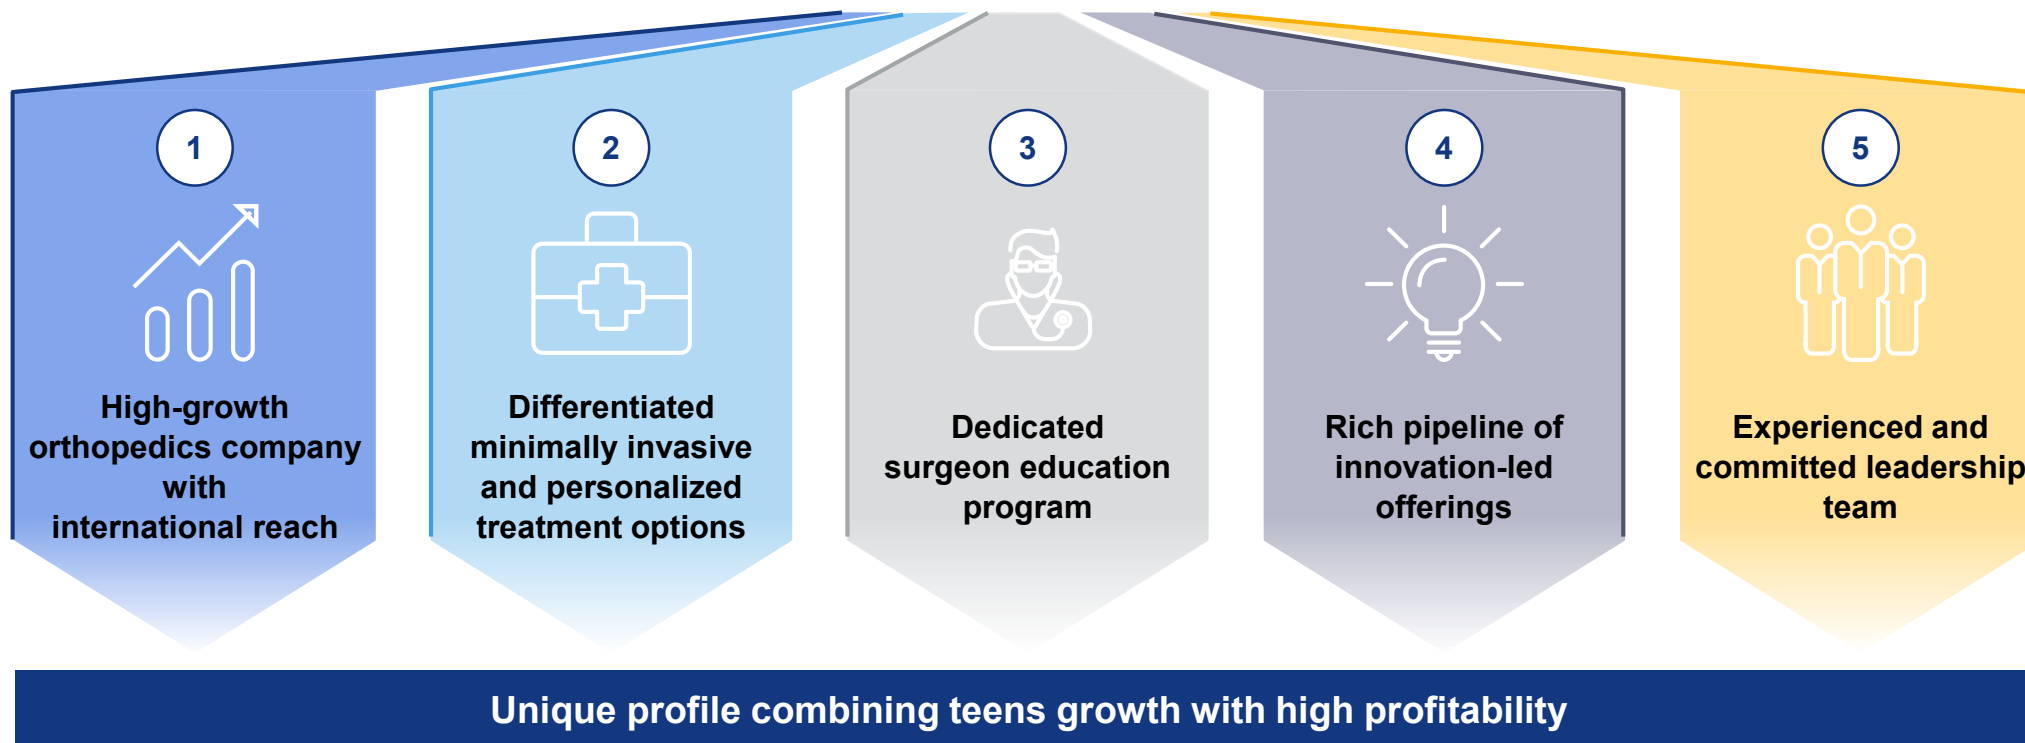 1
High-growth
orthopedics company
with
international reach
2
Differentiated
minimally invasive
and personalized
treatment options
3
Dedicated
surgeon education
program
4
Rich pipeline of
innovation-led
offerings
5
Experienced and
committed leadership
team
Unique profile combining teens growth with high profitability